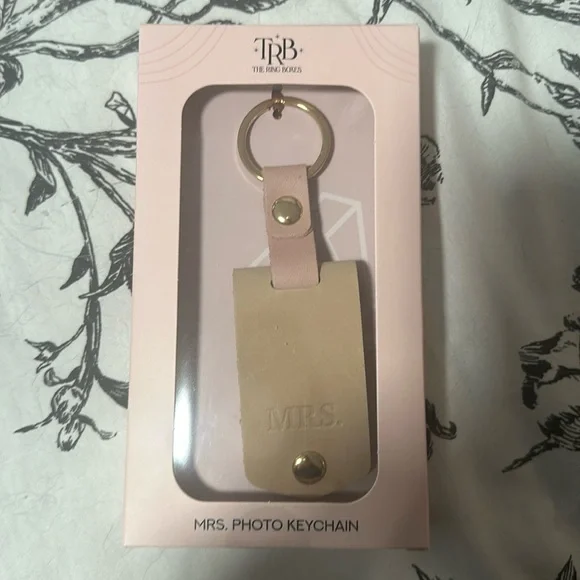 TRB
THE RING BOXES
MRS.
MRS. PHOTO KEYCHAIN